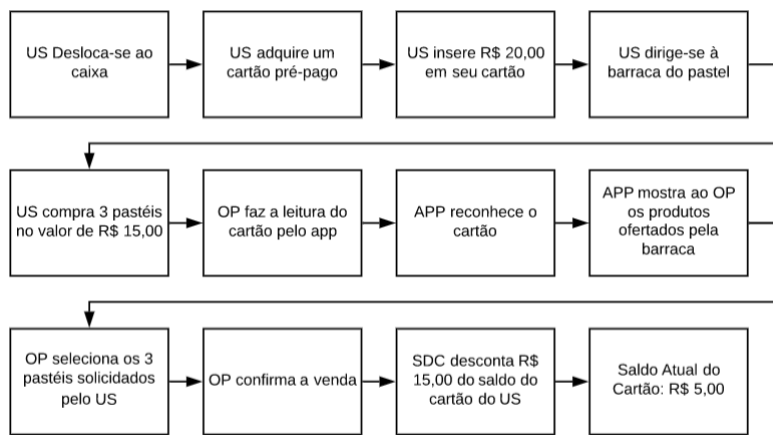 US Desloca-se ao
caixa
US adquire um
cartão pré-pago
US insere R$ 20,00
em seu cartão
US dirige-se à
barraca do pastel
US compra 3 pastéis
no valor de R$ 15,00
OP faz a leitura do
cartão pelo app
APP reconhece o
cartão
APP mostra ao OP
os produtos
ofertados pela
barraca
OP seleciona os 3
pastéis solicidados
pelo US
OP confirma a venda
SDC desconta R$
15,00 do saldo do
cartão do US
Saldo Atual do
Cartão: R$ 5,00